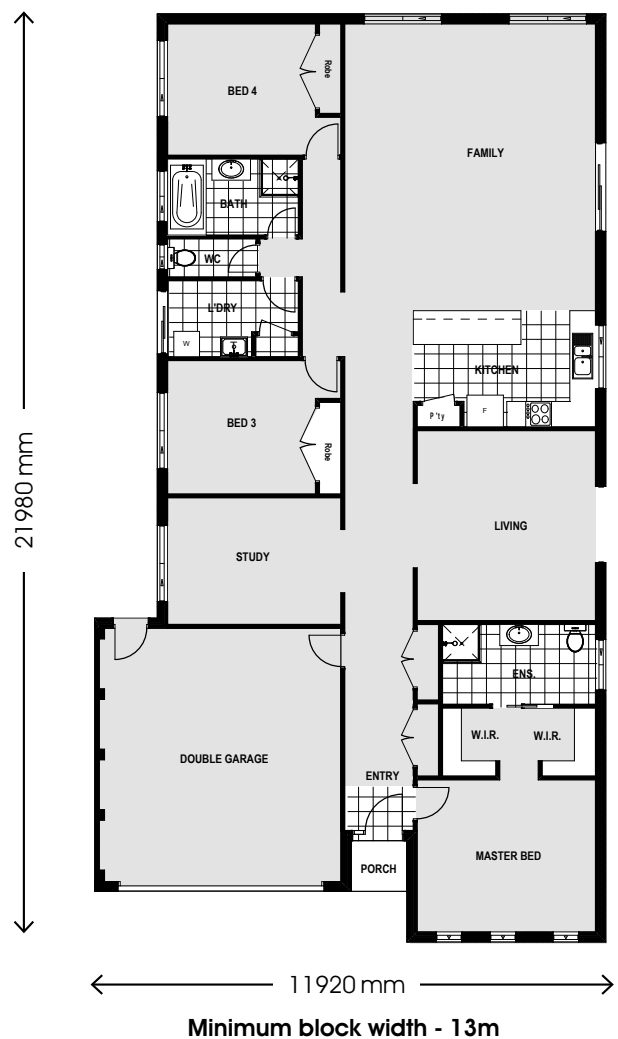 BED 4
Robe
FAMILY
BATH
WC
L'DRY
W
KITCHEN
P'ty
F
BED 3
Robe
LIVING
STUDY
21980 mm
ENS.
W.I.R.
W.I.R.
DOUBLE GARAGE
ENTRY
MASTER BED
PORCH
11920 mm
Minimum block width - 13m